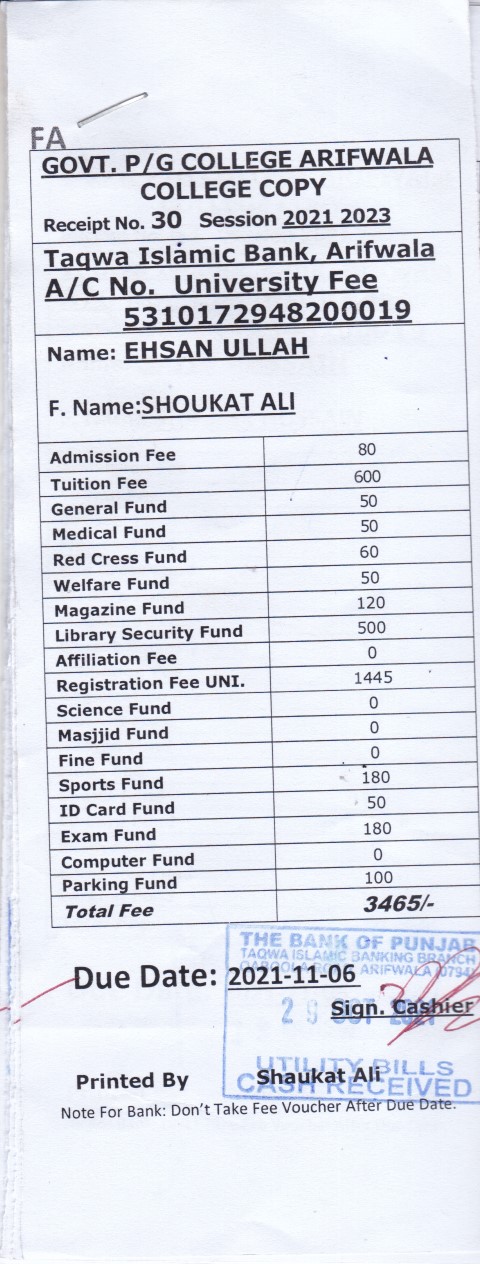 FA
GOVT. P/G COLLEGE ARIFWALA
COLLEGE COPY
Receipt No. 30 Session 2021 2023
Taqwa Islamic Bank, Arifwala
A/C No. University Fee
5310172948200019
Name: EHSAN ULLAH
F. Name:SHOUKAT ALI
Admission Fee 80
Tuition Fee 600
General Fund 50
Medical Fund 50
Red Cress Fund 60
Welfare Fund 50
Magazine Fund 120
Library Security Fund 500
Affiliation Fee 0
Registration Fee UNI. 1445
Science Fund 0
Masjjid Fund 0
Fine Fund 0
Sports Fund 180
ID Card Fund 50
Exam Fund 180
Computer Fund 0
Parking Fund 100
Total Fee 3465/-
THE BANK OF PUNJAB
TAQWA ISLAMIC BANKING BRANCH
ARIFWALA
Due Date: 2021-11-06
Sign. Cashier
UTILITY BILLS
Printed By Shaukat Ali
CASH RECEIVED
Note For Bank: Don't Take Fee Voucher After Due Date.